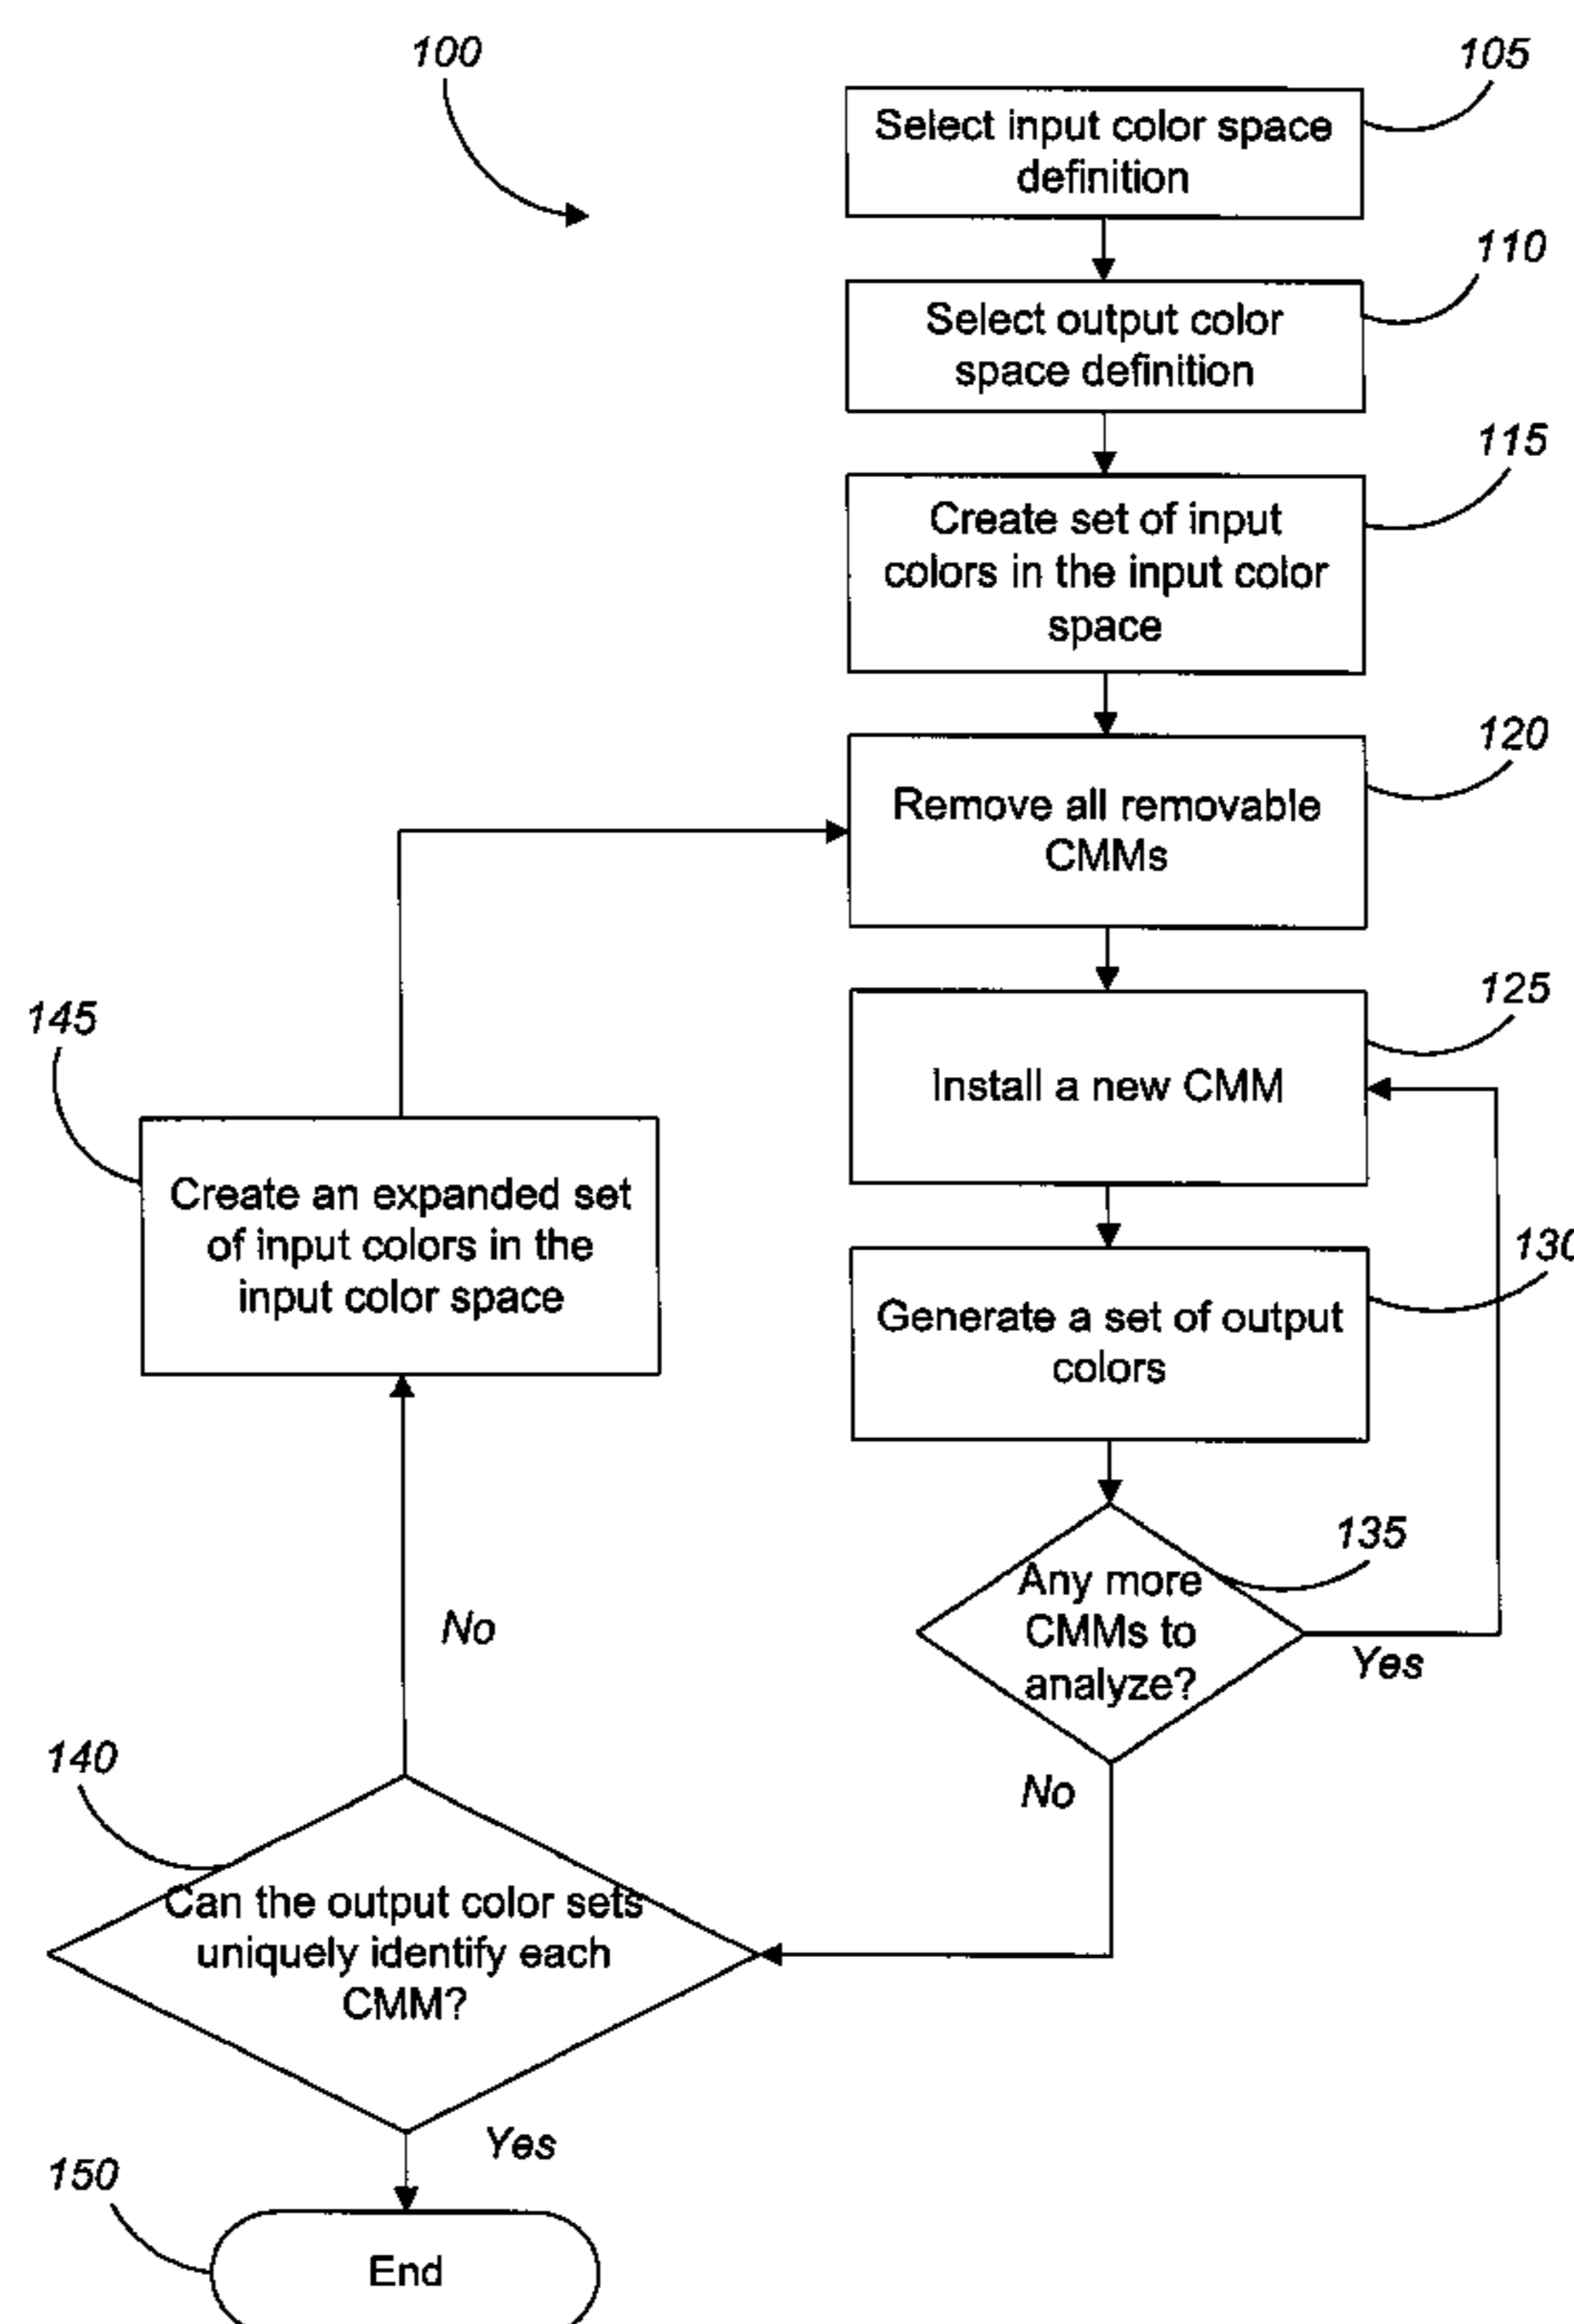 100
105
Select input color space
definition
110
Select output color
space definition
115
Create set of input
colors in the input color
space
120
Remove all removable
CMMs
125
Install a new CMM
145
Create an expanded set
of input colors in the
input color space
130
Generate a set of output
colors
135
Any more
CMMs to
analyze?
Yes
No
No
140
Can the output color sets
uniquely identify each
CMM?
Yes
150
End